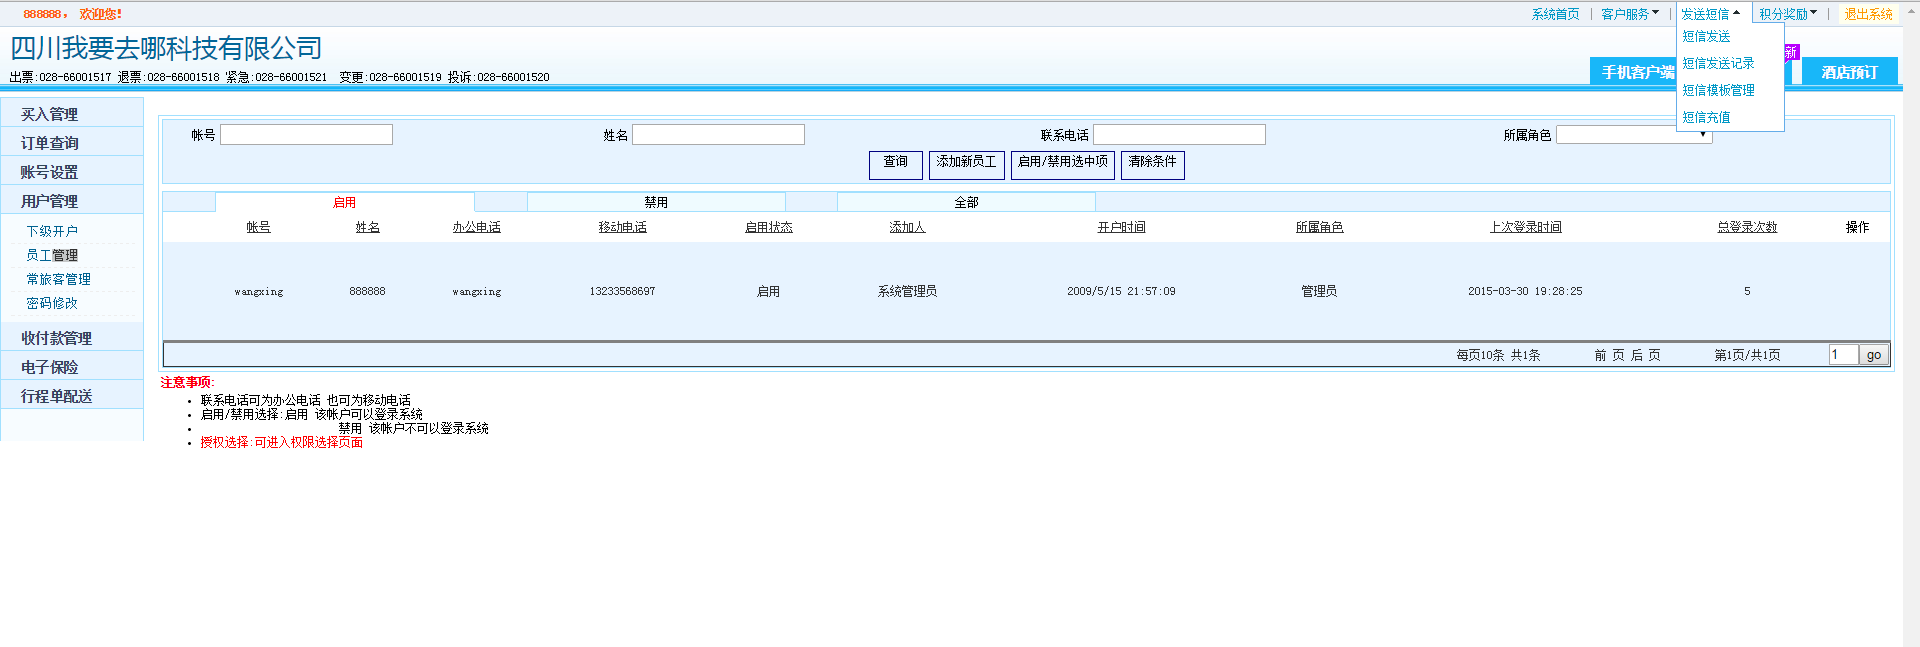 888888， 欢迎您！ 系统首页 | 客户服务 | 发送短信 | 积分奖励 | 退出系统
短信发送
短信发送记录
短信模板管理
短信充值
四川我要去哪科技有限公司
新
出票:028-66001517 退票:028-66001518 紧急:028-66001521 变更:028-66001519 投诉:028-66001520
手机客户端 酒店预订
买入管理
订单查询
账号设置
用户管理
下级开户
员工管理
常旅客管理
密码修改
收付款管理
电子保险
行程单配送
帐号 姓名 联系电话 所属角色
查询 添加新员工 启用/禁用选中项 清除条件
启用 禁用 全部
帐号 姓名 办公电话 移动电话 启用状态 添加人 开户时间 所属角色 上次登录时间 总登录次数 操作
wangxing 888888 wangxing 13233568697 启用 系统管理员 2009/5/15 21:57:09 管理员 2015-03-30 19:28:25 5
每页10条 共1条 前 页 后 页 第1页/共1页 1 go
注意事项:
联系电话可为办公电话 也可为移动电话
启用/禁用选择:启用 该帐户可以登录系统
禁用 该帐户不可以登录系统
授权选择:可进入权限选择页面